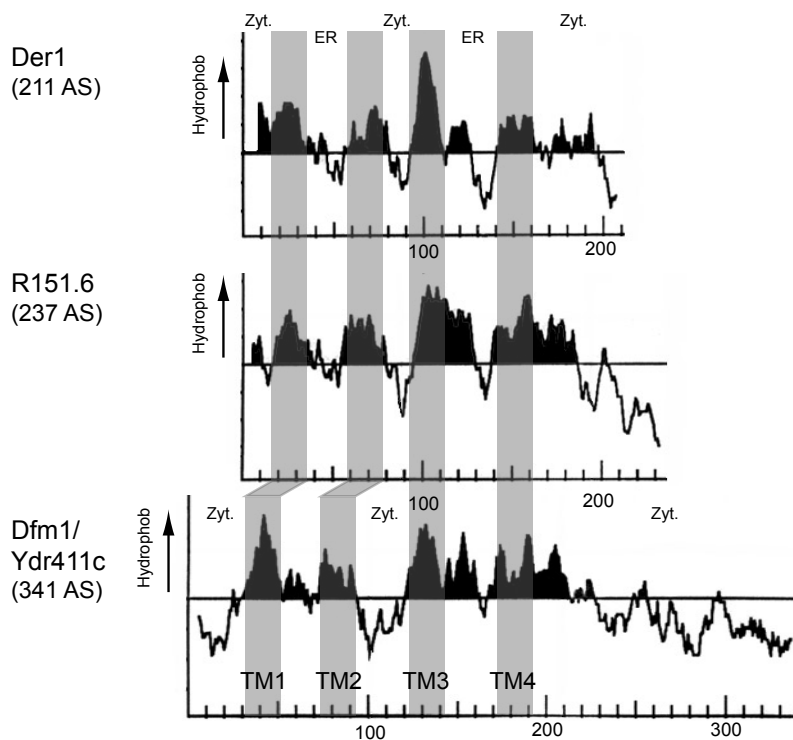 Zyt. ER Zyt. ER Zyt.
Der1
(211 AS)
Hydrophob
100 200
R151.6
(237 AS)
Hydrophob
100 200
Zyt. Zyt. Zyt.
Dfm1/
Ydr411c
(341 AS)
Hydrophob
TM1 TM2 TM3 TM4
100 200 300